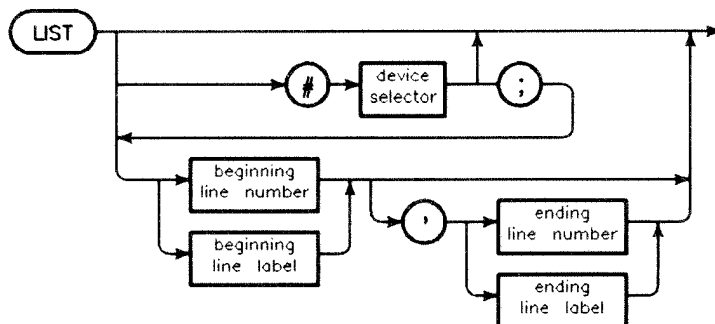 LIST
#
device
selector
;
beginning
line number
beginning
line label
,
ending
line number
ending
line label